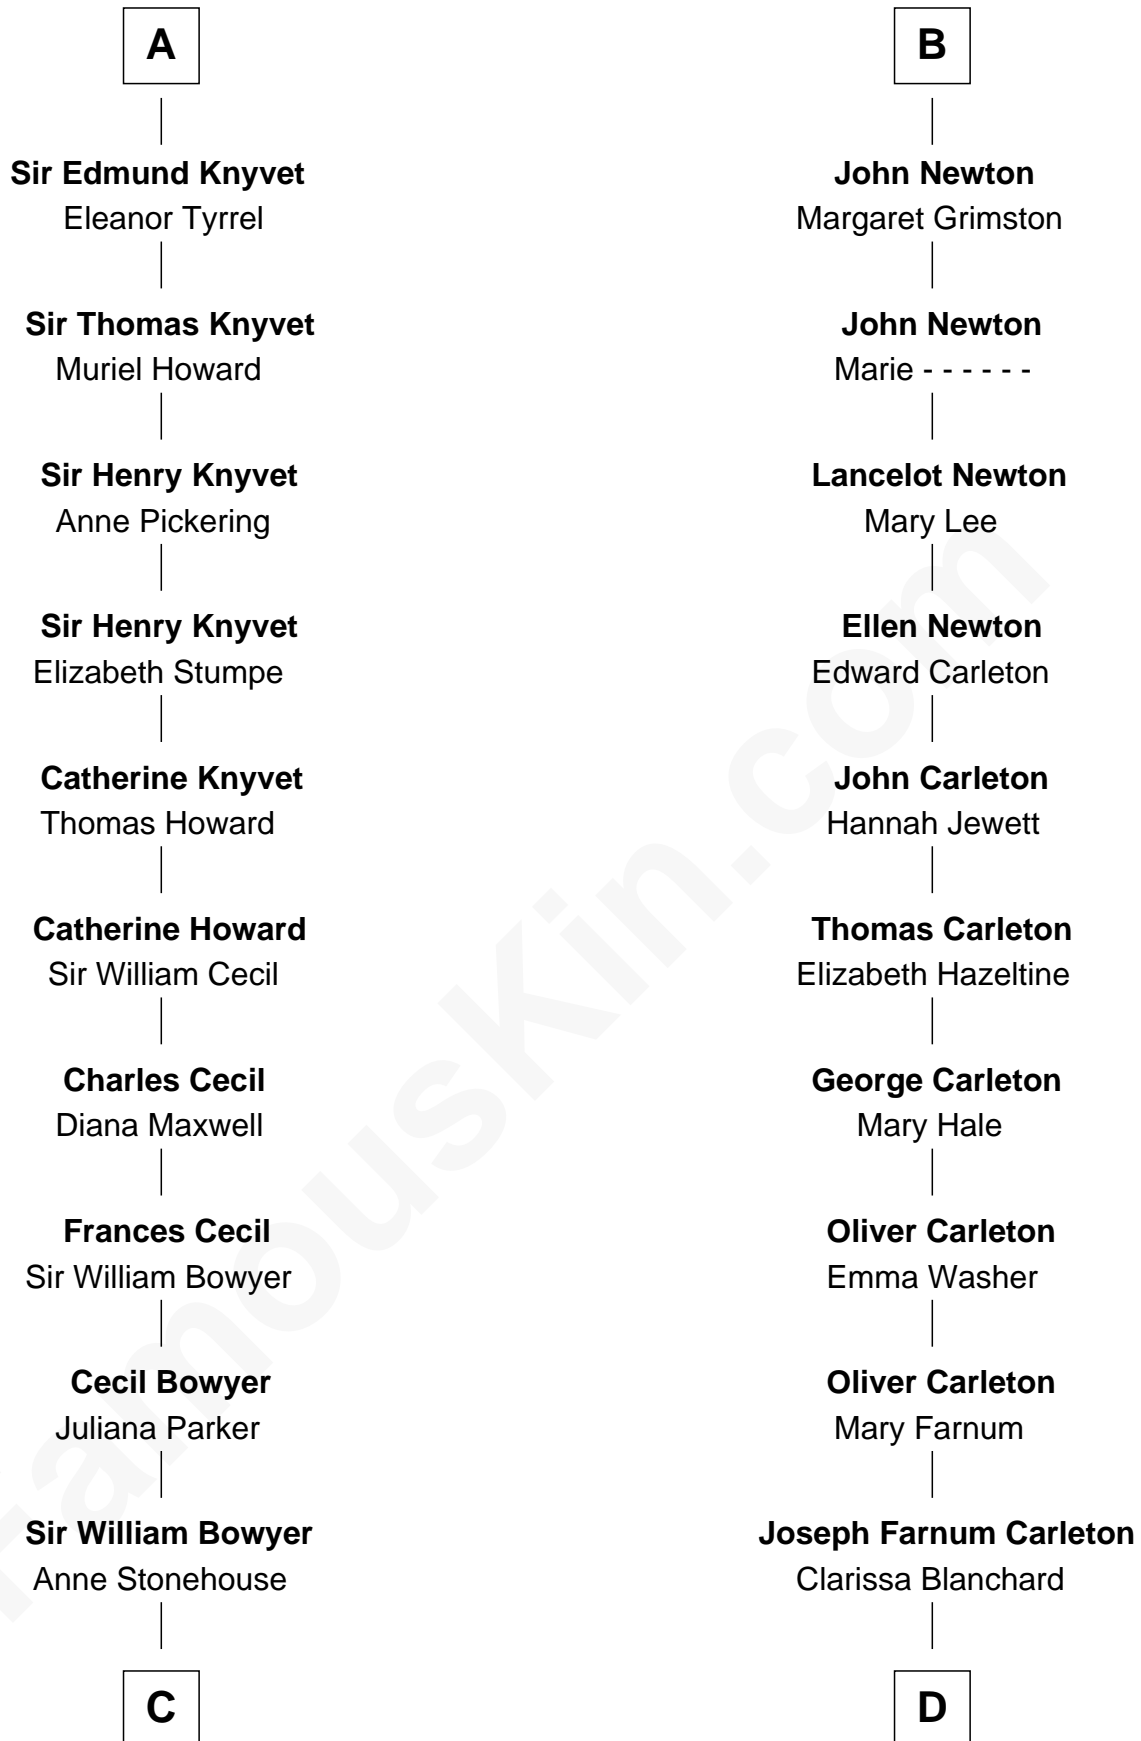 A
Sir Edmund Knyvet
Eleanor Tyrrel
Sir Thomas Knyvet
Muriel Howard
Sir Henry Knyvet
Anne Pickering
Sir Henry Knyvet
Elizabeth Stumpe
Catherine Knyvet
Thomas Howard
Catherine Howard
Sir William Cecil
Charles Cecil
Diana Maxwell
Frances Cecil
Sir William Bowyer
Cecil Bowyer
Juliana Parker
Sir William Bowyer
Anne Stonehouse
C
B
John Newton
Margaret Grimston
John Newton
Marie - - - - - -
Lancelot Newton
Mary Lee
Ellen Newton
Edward Carleton
John Carleton
Hannah Jewett
Thomas Carleton
Elizabeth Hazeltine
George Carleton
Mary Hale
Oliver Carleton
Emma Washer
Oliver Carleton
Mary Farnum
Joseph Farnum Carleton
Clarissa Blanchard
D
FamousKin.com